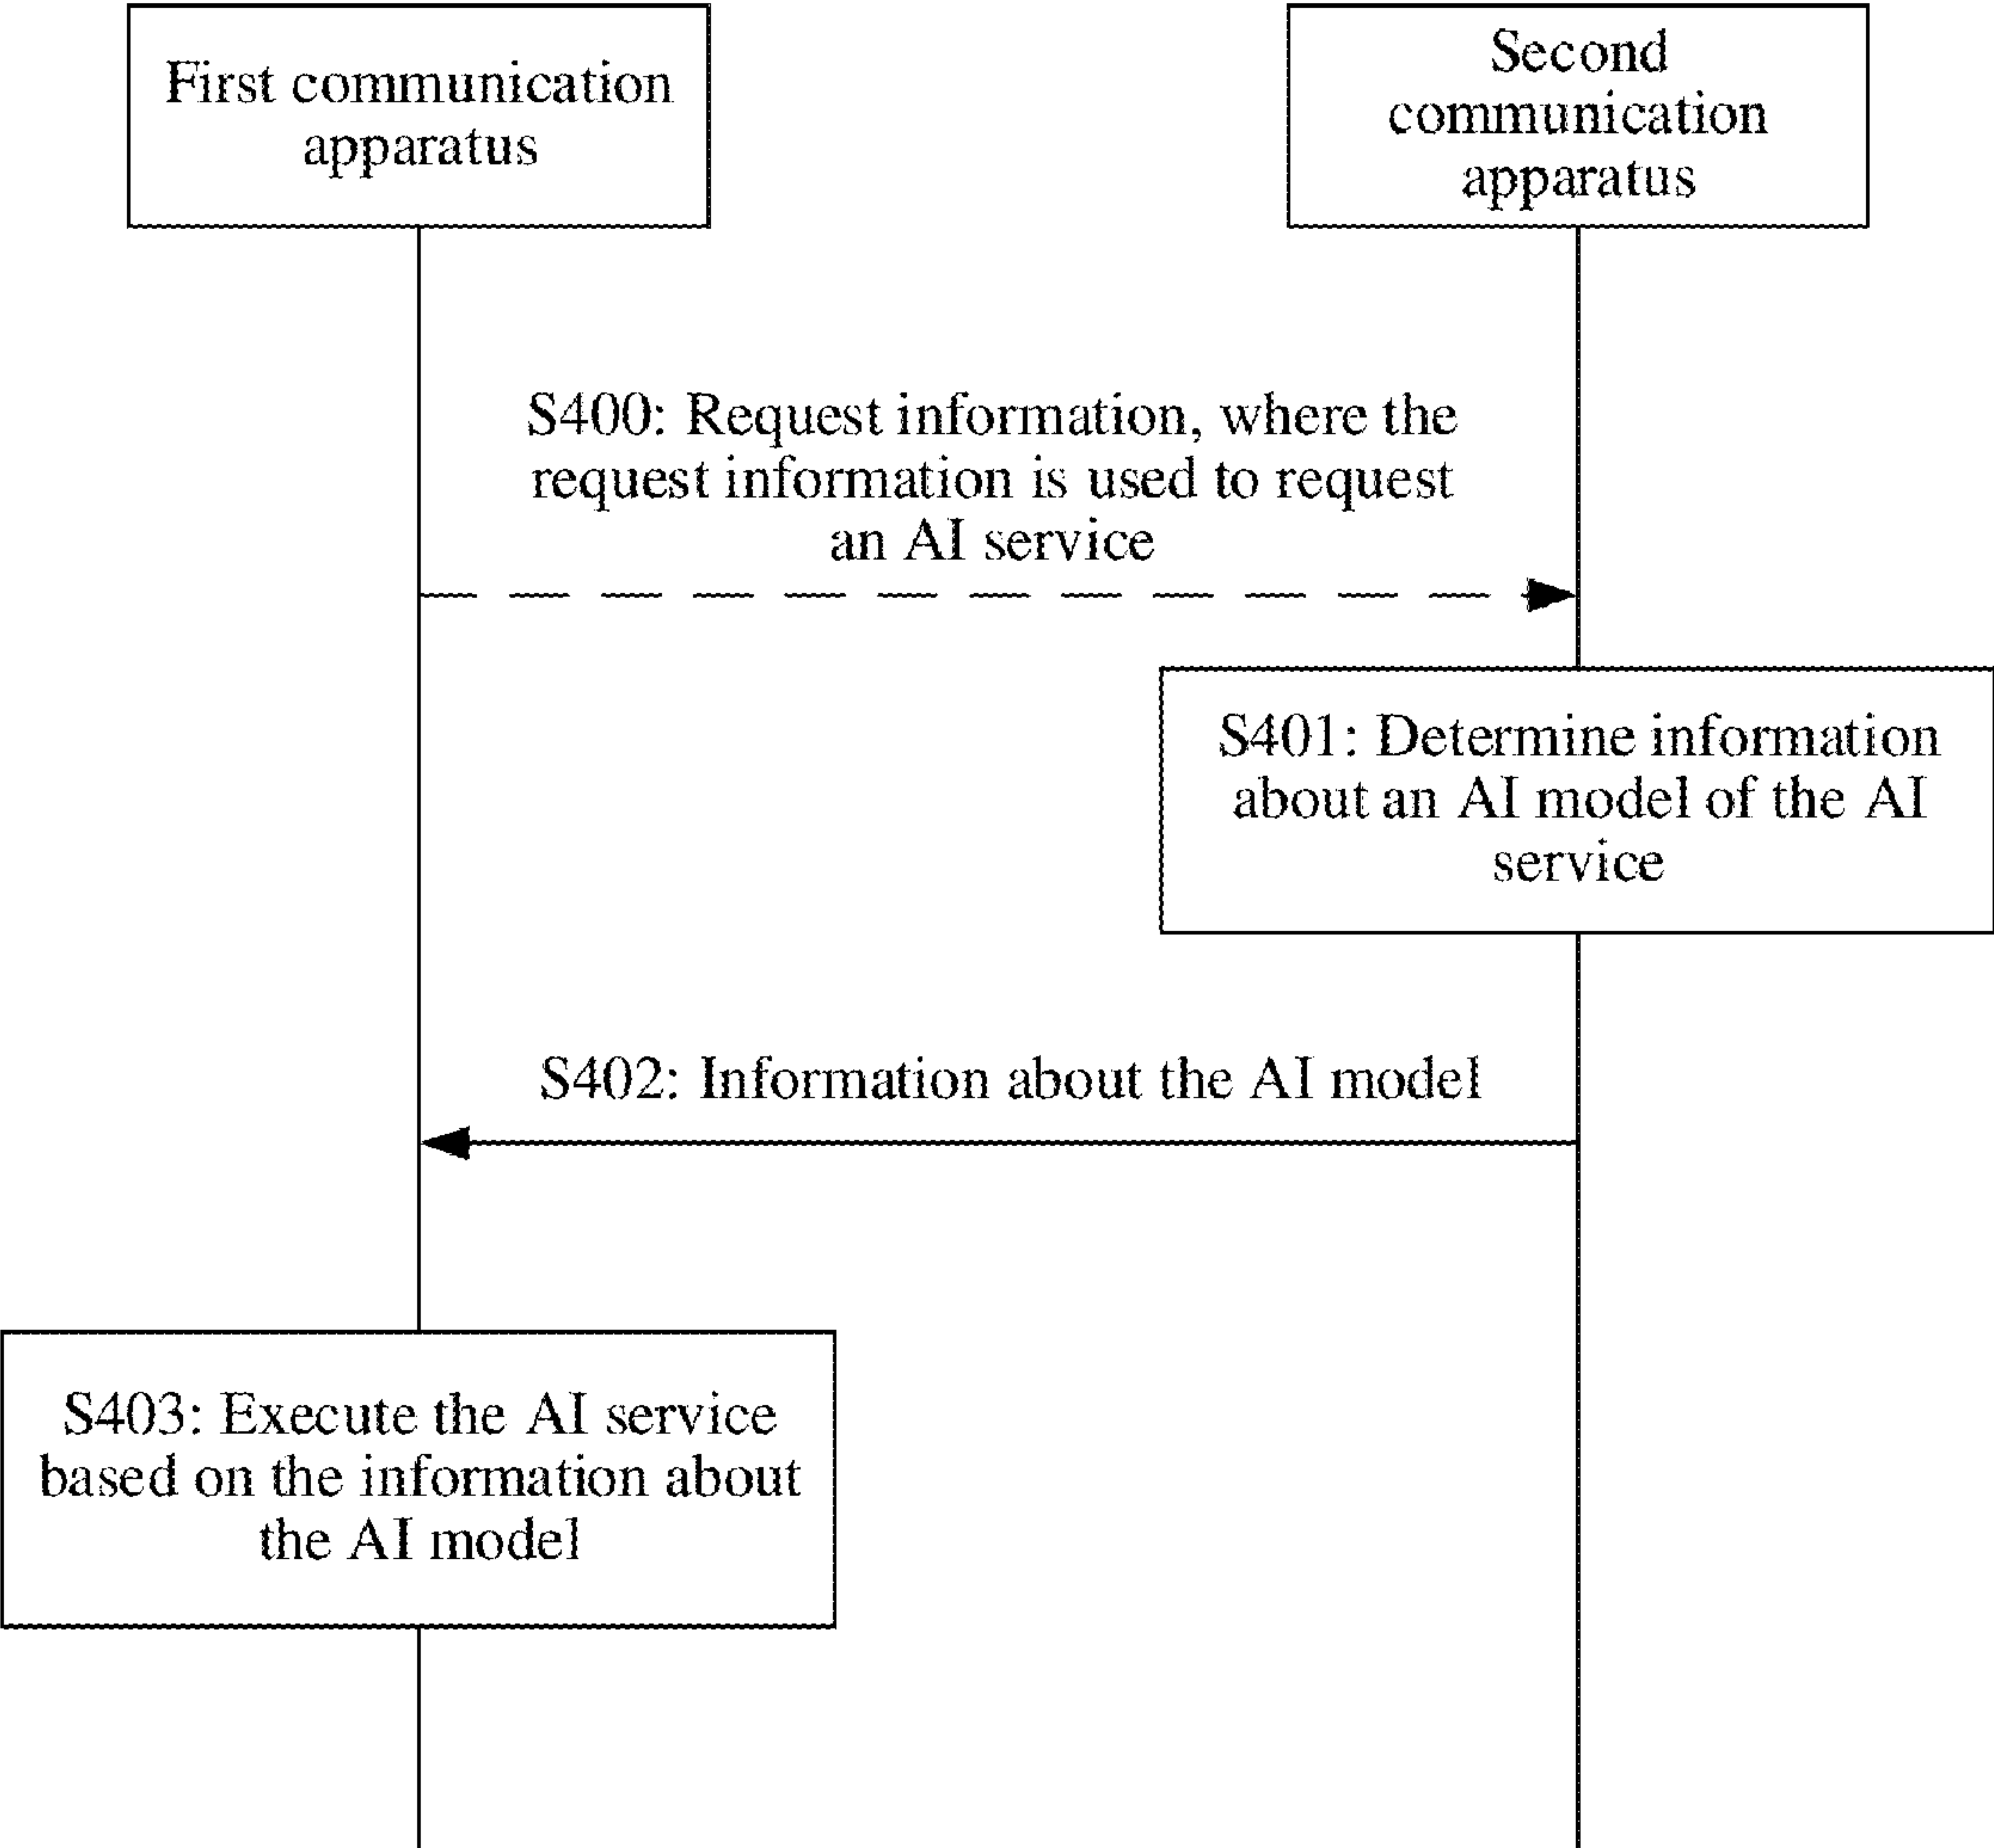 First communication
apparatus
Second
communication
apparatus
S400: Request information, where the
request information is used to request
an AI service
S401: Determine information
about an AI model of the AI
service
S402: Information about the AI model
S403: Execute the AI service
based on the information about
the AI model